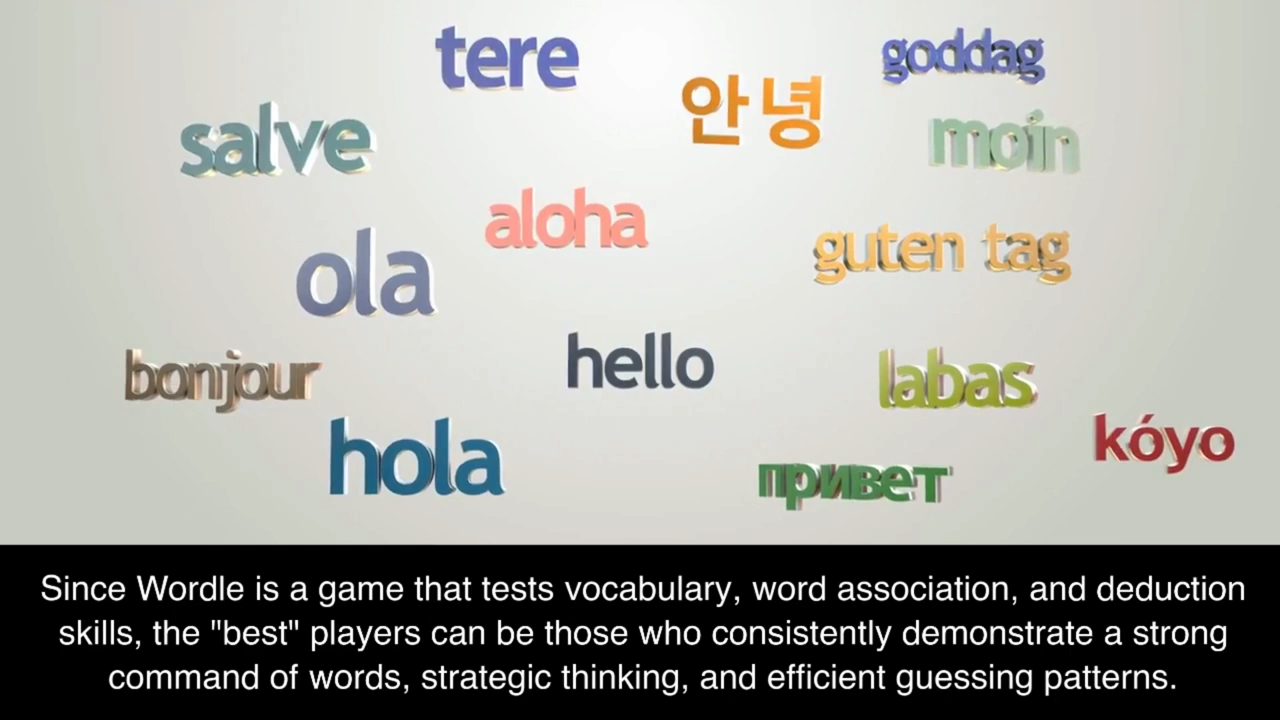 tere
goddag
안녕
salve
moin
aloha
guten tag
ola
hello
bonjour
labas
kóyo
hola
привет
Since Wordle is a game that tests vocabulary, word association, and deduction
skills, the "best" players can be those who consistently demonstrate a strong
command of words, strategic thinking, and efficient guessing patterns.